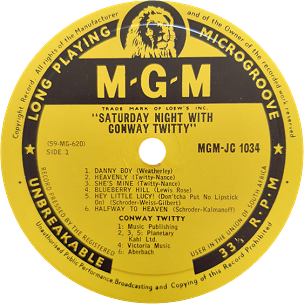 Copyright Record. All rights of the Manufacturer
and of the Owner of the recorded work reserved.
LONG PLAYING
MICROGROOVE
M-G-M
TRADE MARK OF LOEW'S INC.
"SATURDAY NIGHT WITH
CONWAY TWITTY"
(59-MG-620)
SIDE 1
MGM-JC 1034
1. DANNY BOY (Weatherley)
2. HEAVENLY (Twitty-Nance)
3. SHE'S MINE (Twitty-Nance)
4. BLUEBERRY HILL (Lewis Rose)
5. HEY LITTLE LUCY! (Don'tcha Put No Lipstick
On) (Schroder-Weiss-Gilbert)
6. HALFWAY TO HEAVEN (Schroder-Kalmanoff)
CONWAY TWITTY
1: Music Publishing
2, 3, 5: Planetary
Kahl Ltd.
4: Victoria Music
6: Aberbach
UNBREAKABLE
33⅓ R.P.M
RECORD PRESSED BY THE REGISTERED
USER IN THE UNION OF SOUTH AFRICA
Unauthorised Public Performance, Broadcasting and Copying of this Record Prohibited